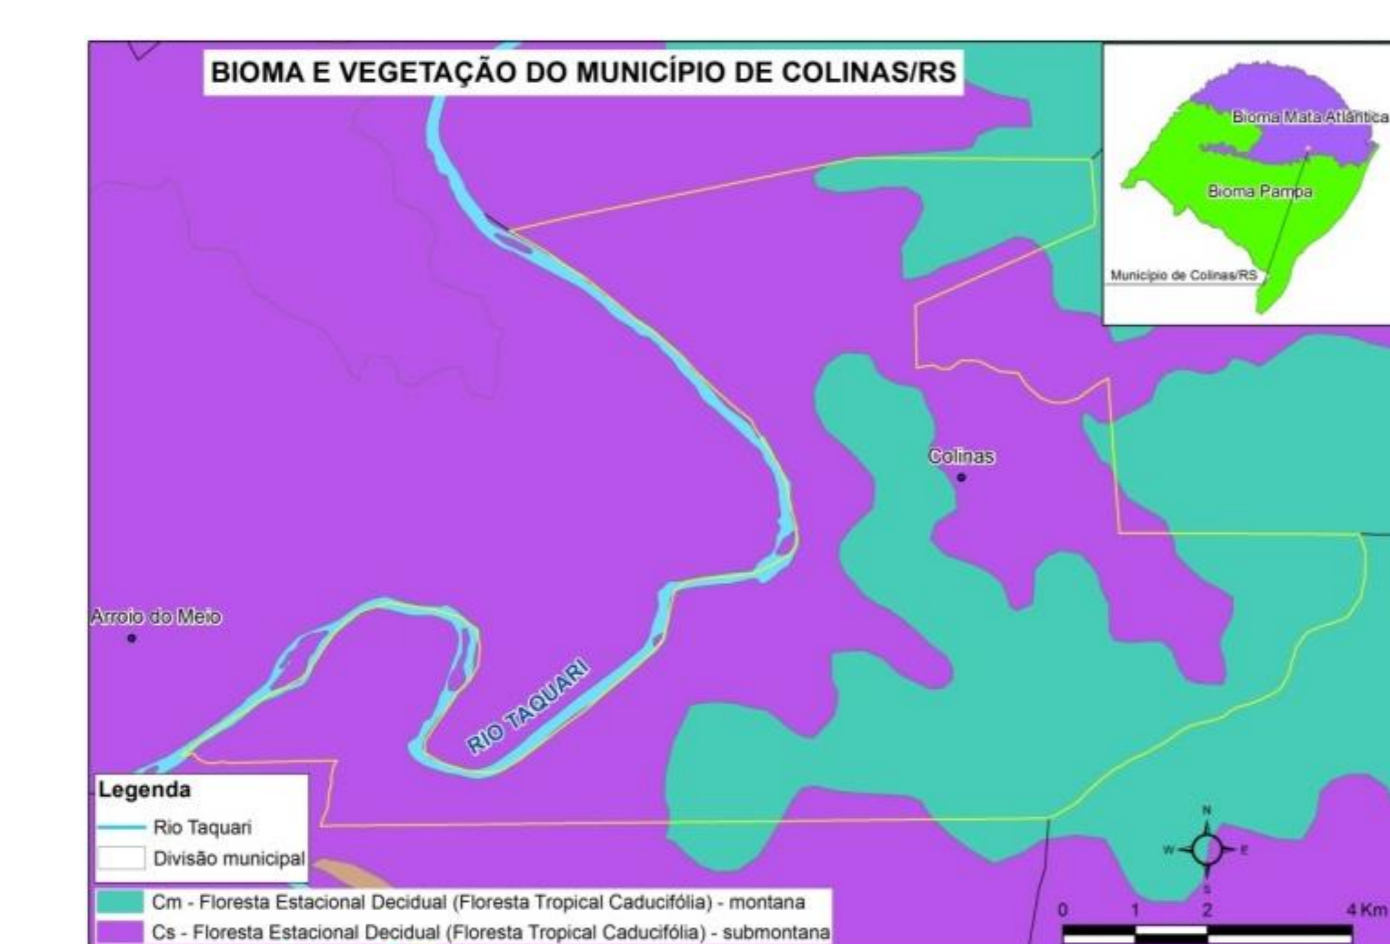 BIOMA E VEGETAÇÃO DO MUNICÍPIO DE COLINAS/RS
Bioma Mata Atlântica
Bioma Pampa
Município de Colinas/RS
Colinas
Arroio do Meio
RIO TAQUARI
Legenda
Rio Taquari
Divisão municipal
Cm - Floresta Estacional Decidual (Floresta Tropical Caducifólia) - montana
Cs - Floresta Estacional Decidual (Floresta Tropical Caducifólia) - submontana
N
W E
S
0 1 2 4 Km